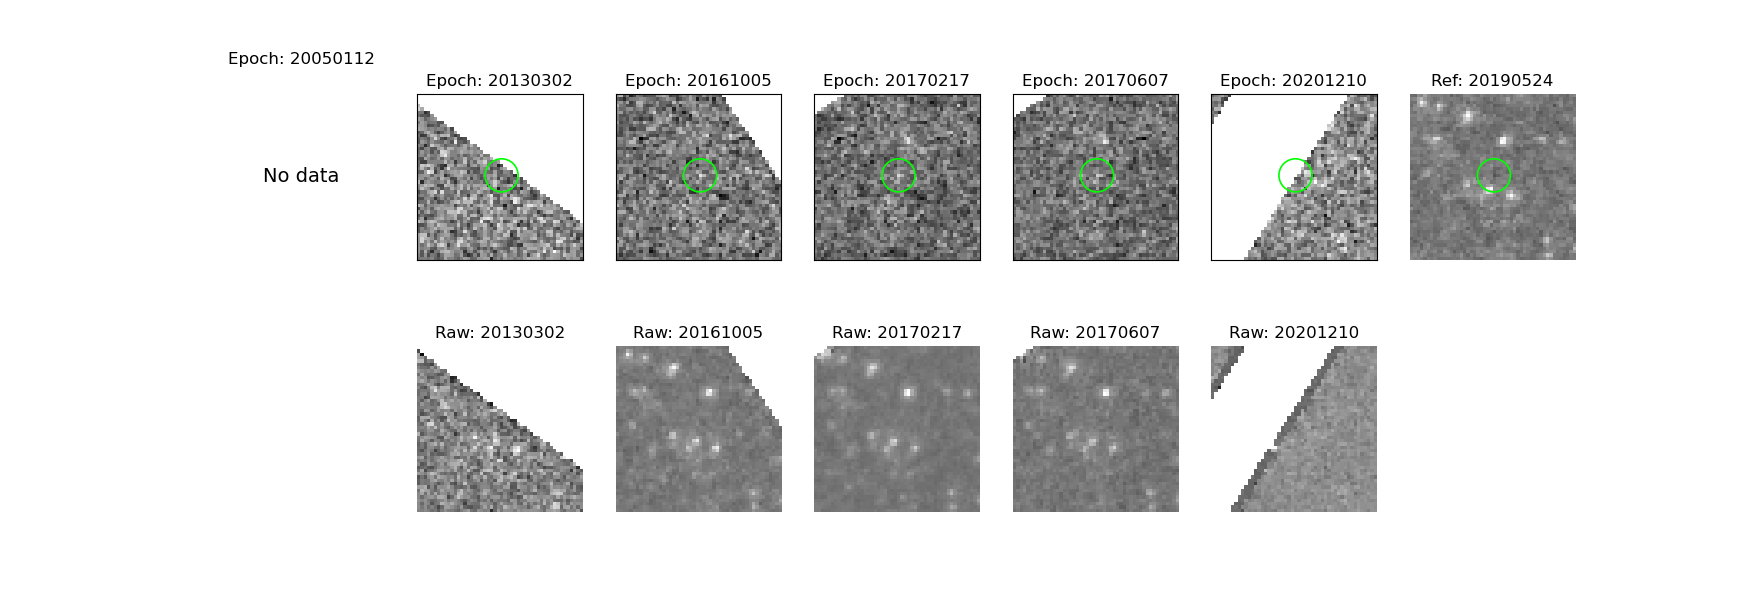 Epoch: 20050112
Epoch: 20130302
Epoch: 20161005
Epoch: 20170217
Epoch: 20170607
Epoch: 20201210
Ref: 20190524
No data
Raw: 20130302
Raw: 20161005
Raw: 20170217
Raw: 20170607
Raw: 20201210